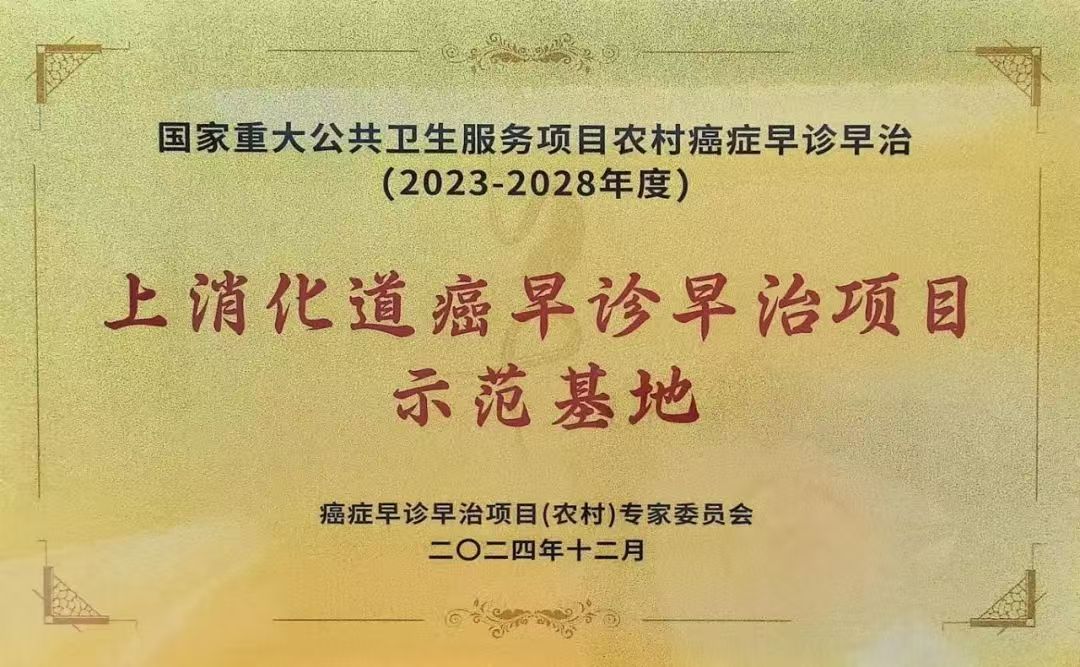 国家重大公共卫生服务项目农村癌症早诊早治
(2023-2028年度)
上消化道癌早诊早治项目
示范基地
癌症早诊早治项目(农村)专家委员会
二〇二四年十二月